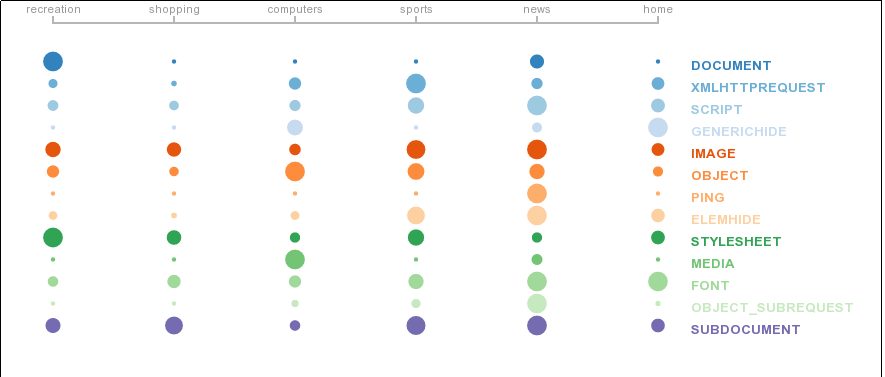 recreation shopping computers sports news home
DOCUMENT
XMLHTTPREQUEST
SCRIPT
GENERICHIDE
IMAGE
OBJECT
PING
ELEMHIDE
STYLESHEET
MEDIA
FONT
OBJECT_SUBREQUEST
SUBDOCUMENT